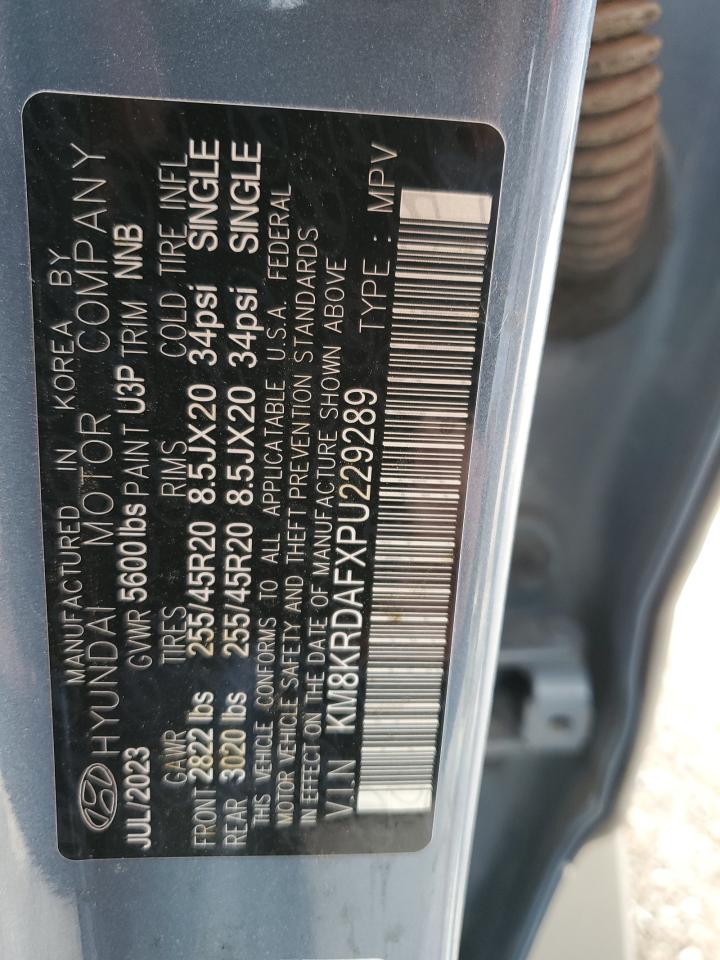 MANUFACTURED IN KOREA BY
HYUNDAI MOTOR COMPANY
JUL/2023 GVWR 5600 lbs PAINT U3P TRIM NNB
GAWR TIRES RIMS COLD TIRE INFL
FRONT 2822 lbs 255/45R20 8.5JX20 34psi SINGLE
REAR 3020 lbs 255/45R20 8.5JX20 34psi SINGLE
THIS VEHICLE CONFORMS TO ALL APPLICABLE U.S.A. FEDERAL
MOTOR VEHICLE SAFETY AND THEFT PREVENTION STANDARDS
IN EFFECT ON DATE OF MANUFACTURE SHOWN ABOVE
V.I.N KM8KRDAFXPU229289 TYPE : MPV